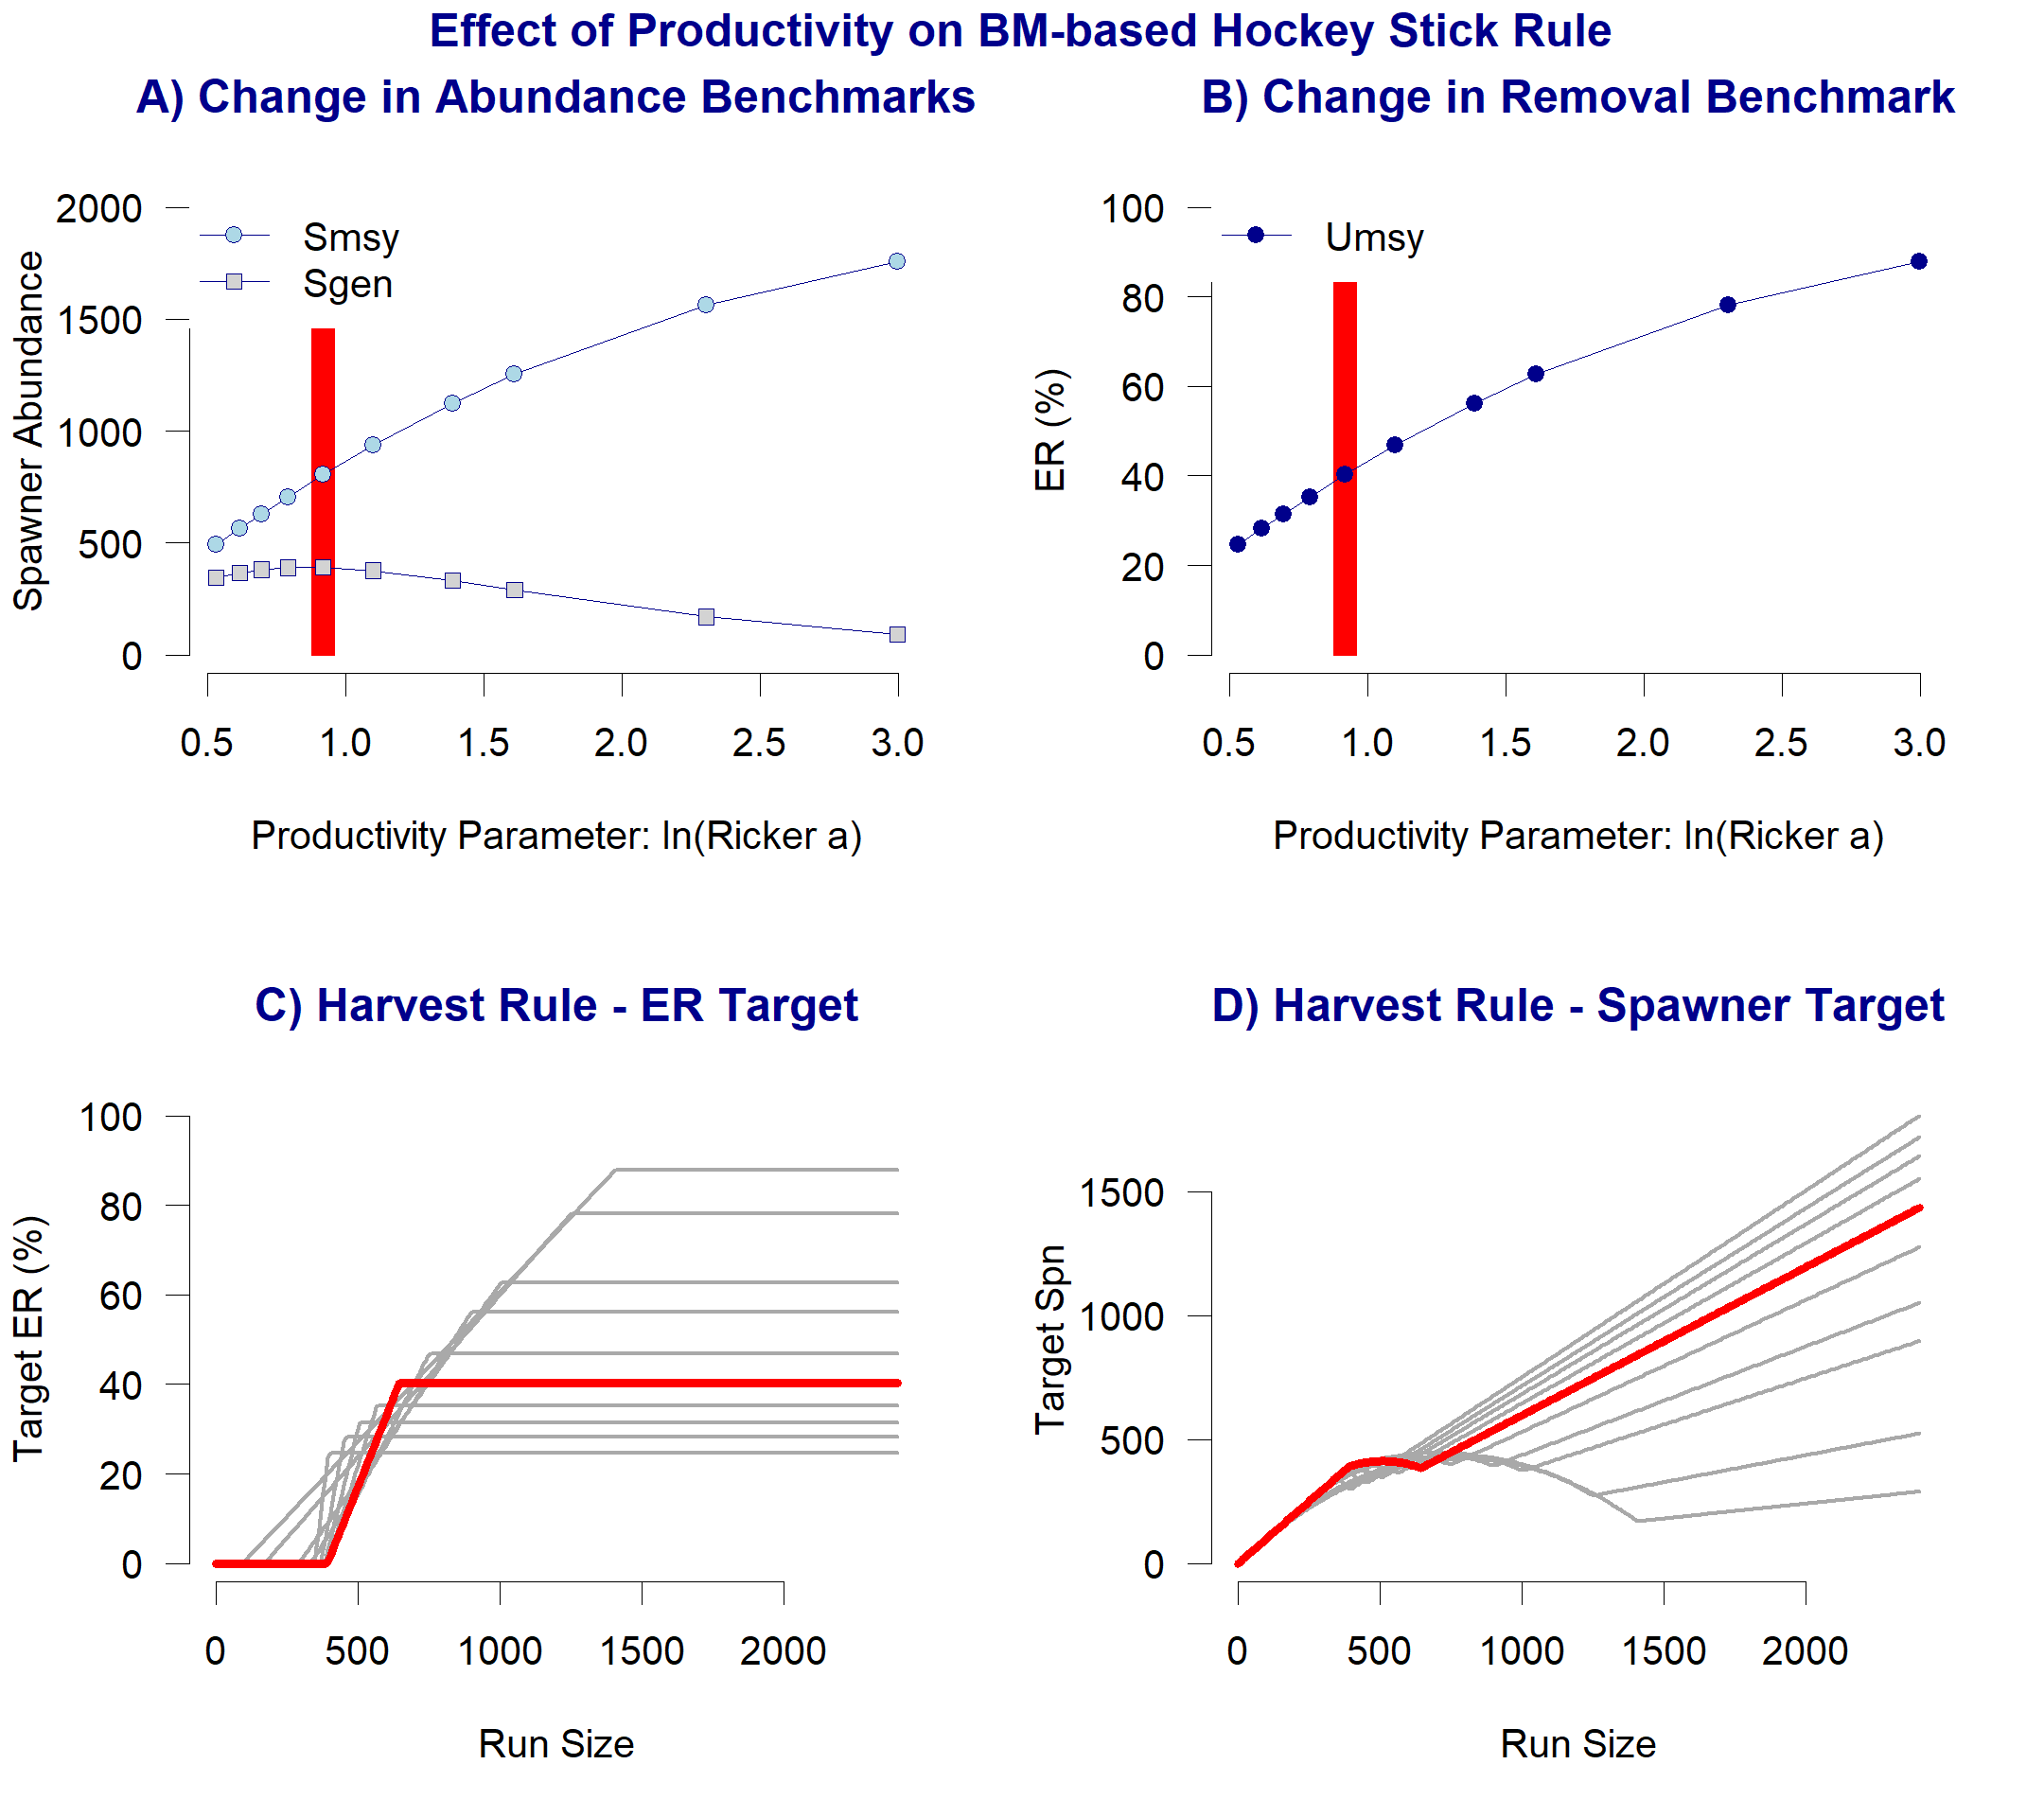 Effect of Productivity on BM-based Hockey Stick Rule
A) Change in Abundance Benchmarks
Spawner Abundance
2000
1500
1000
500
0
Smsy
Sgen
0.5 1.0 1.5 2.0 2.5 3.0
Productivity Parameter: ln(Ricker a)
B) Change in Removal Benchmark
ER (%)
100
80
60
40
20
0
Umsy
0.5 1.0 1.5 2.0 2.5 3.0
Productivity Parameter: ln(Ricker a)
C) Harvest Rule - ER Target
Target ER (%)
100
80
60
40
20
0
0 500 1000 1500 2000
Run Size
D) Harvest Rule - Spawner Target
Target Spn
1500
1000
500
0
0 500 1000 1500 2000
Run Size